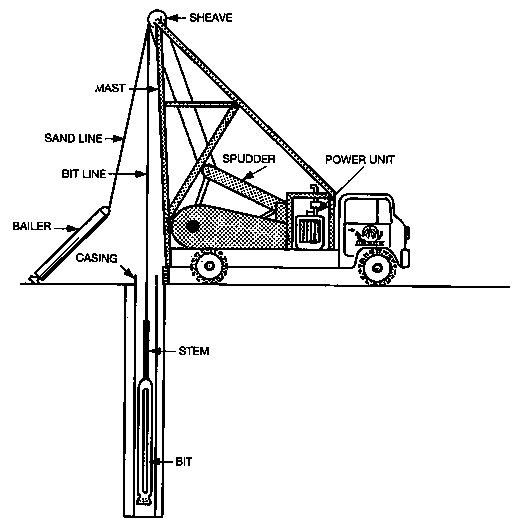 SHEAVE
MAST
SAND LINE
BIT LINE
SPUDDER
POWER UNIT
BAILER
CASING
STEM
BIT